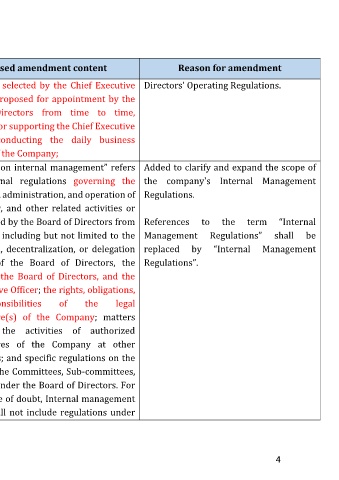 sed amendment content
Reason for amendment
selected by the Chief Executive
roposed for appointment by the
irectors from time to time,
or supporting the Chief Executive
onducting the daily business
the Company;
Directors' Operating Regulations.
on internal management" refers
nal regulations governing the
administration, and operation of
, and other related activities or
d by the Board of Directors from
including but not limited to the
, decentralization, or delegation
f the Board of Directors, the
the Board of Directors, and the
ve Officer; the rights, obligations,
onsibilities of the legal
e(s) of the Company; matters
the activities of authorized
es of the Company at other
; and specific regulations on the
he Committees, Sub-committees,
nder the Board of Directors. For
e of doubt, Internal management
ll not include regulations under
Added to clarify and expand the scope of
the company's Internal Management
Regulations.
References to the term "Internal
Management Regulations" shall be
replaced by "Internal Management
Regulations".
4